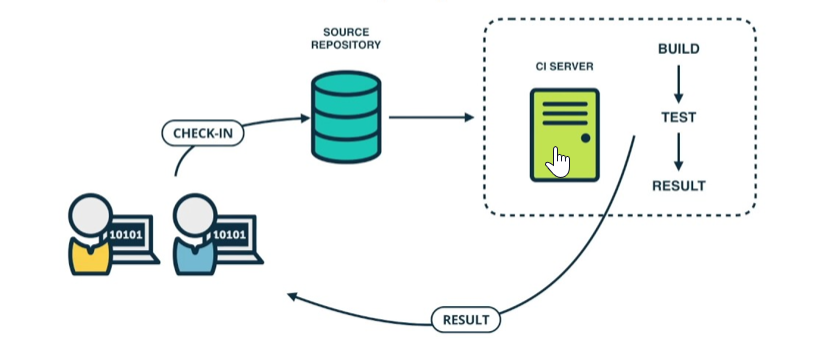 SOURCE
REPOSITORY
CI SERVER
BUILD
TEST
RESULT
CHECK-IN
10101
10101
RESULT